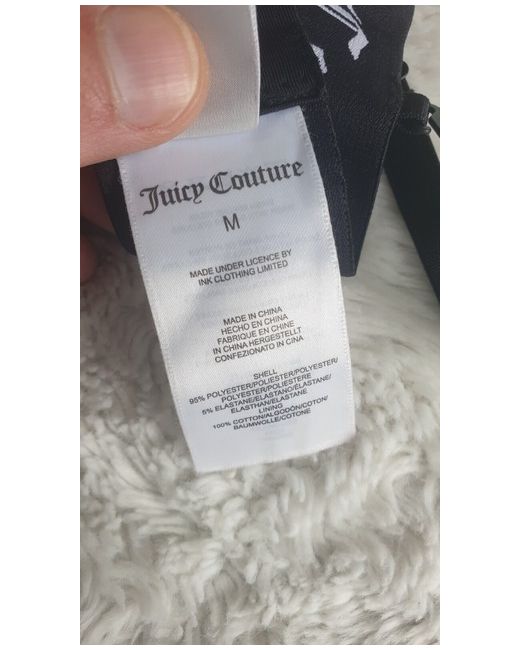 Juicy Couture
M
MADE UNDER LICENCE BY
INK CLOTHING LIMITED
MADE IN CHINA
HECHO EN CHINA
FABRIQUE EN CHINE
IN CHINA HERGESTELLT
CONFEZIONATO IN CINA
SHELL
95% POLYESTER/POLIESTER/POLYESTER/
POLYESTER/POLIESTERE
5% ELASTANE/ELASTANO/ELASTANE/
ELASTHAN/ELASTANE
LINING
100% COTTON/ALGODÓN/COTON/
BAUMWOLLE/COTONE